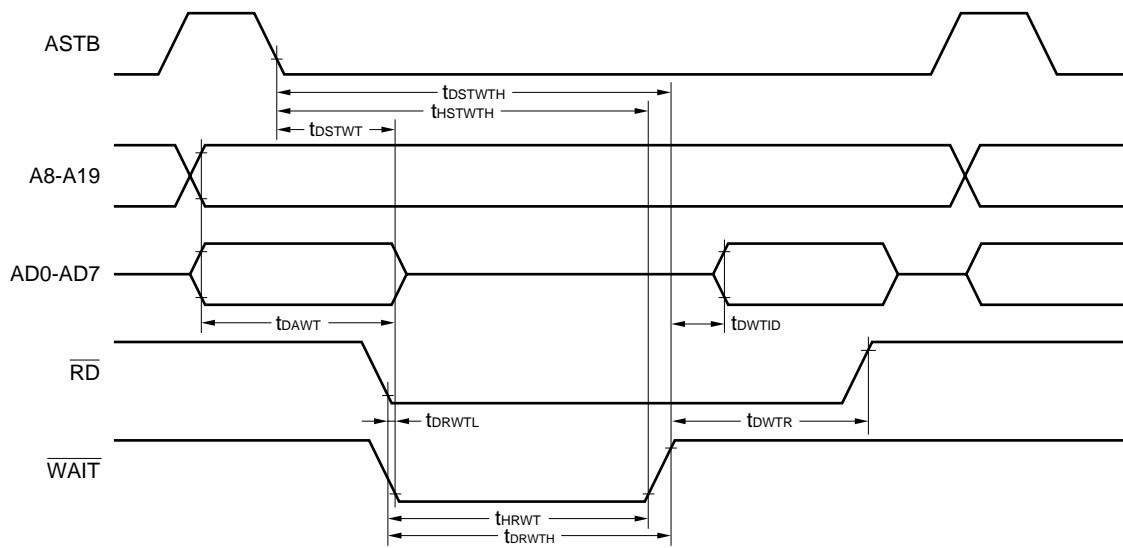 ASTB
tDSTWTH
tHSTWTH
tDSTWT
A8-A19
AD0-AD7
tDAWT
tDWTID
RD
tDRWTL
tDWTR
WAIT
tHRWT
tDRWTH